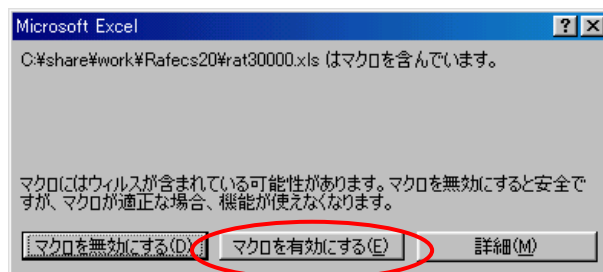 Microsoft Excel
C:¥share¥work¥Rafecs20¥rat30000.xls はマクロを含んでいます。
マクロにはウィルスが含まれている可能性があります。マクロを無効にすると安全で
すが、マクロが適正な場合、機能が使えなくなります。
マクロを無効にする(D) マクロを有効にする(E) 詳細(M)